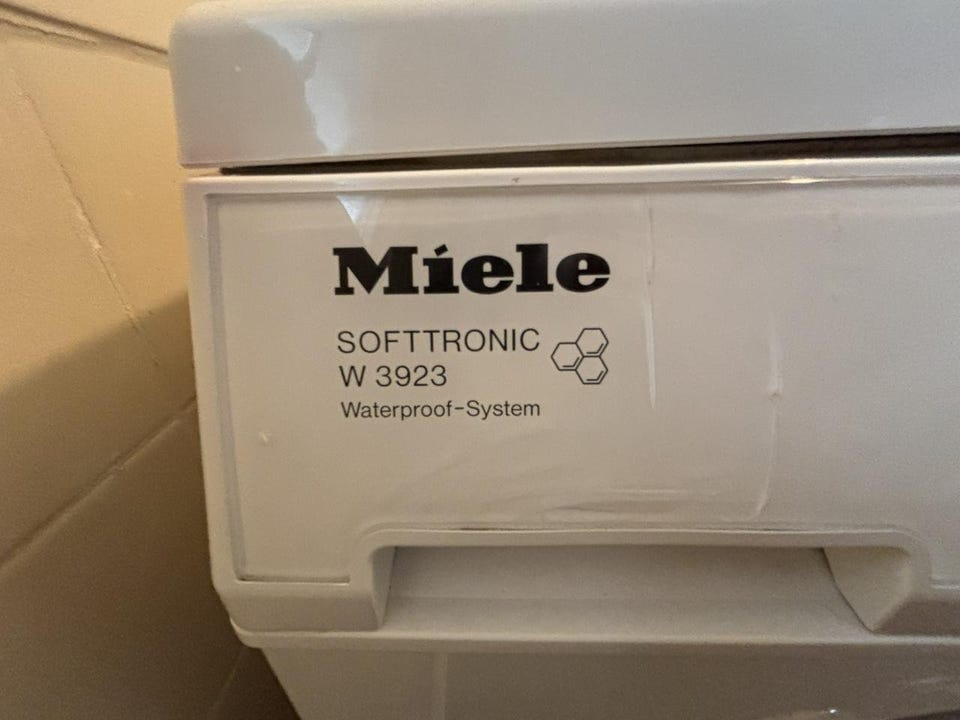 Miele
SOFTTRONIC
W 3923
Waterproof-System